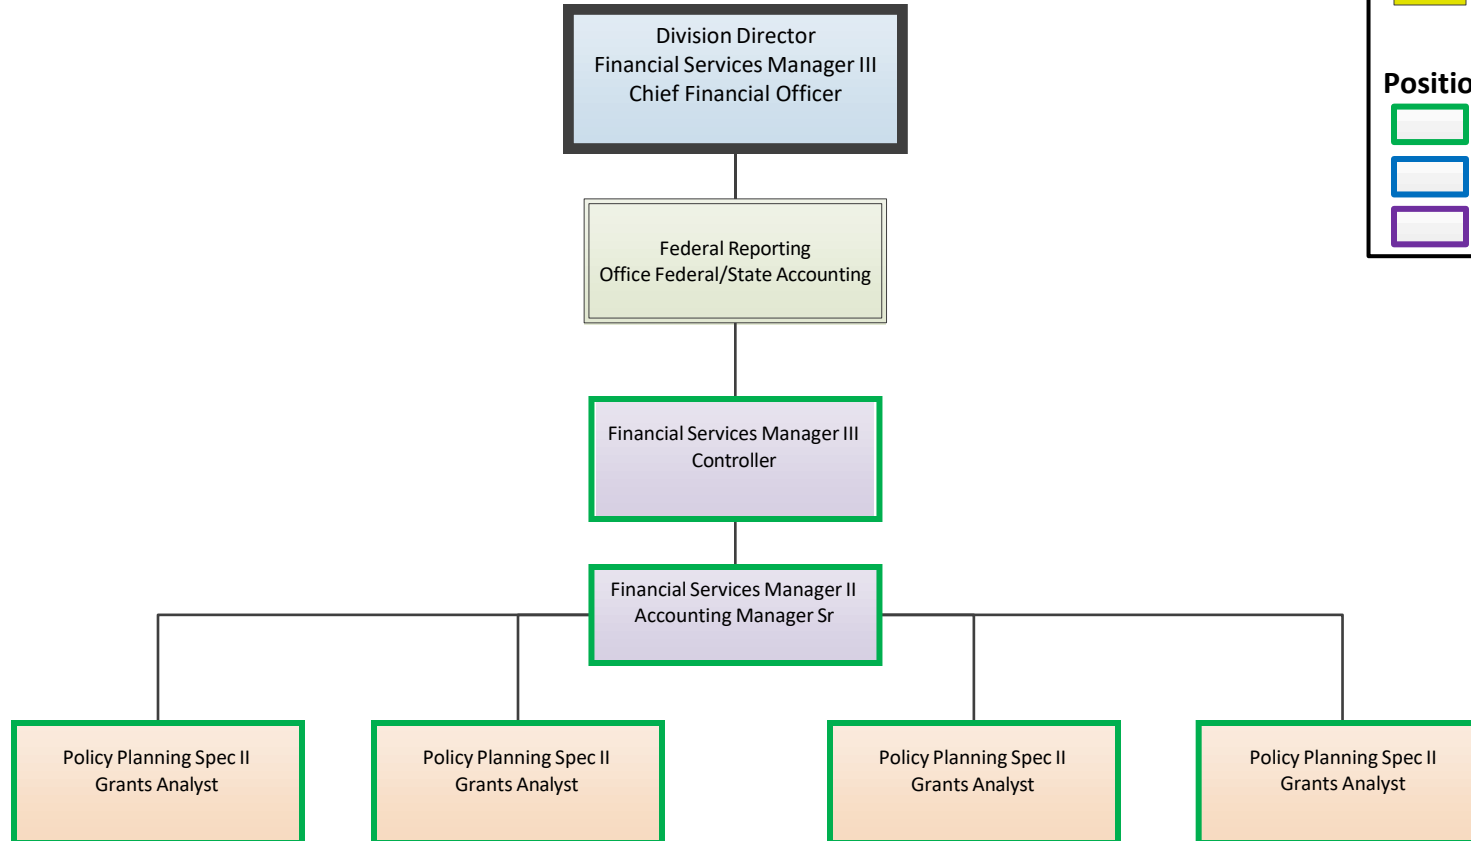 Division Director
Financial Services Manager III
Chief Financial Officer
Positio
Federal Reporting
Office Federal/State Accounting
Financial Services Manager III
Controller
Financial Services Manager II
Accounting Manager Sr
Policy Planning Spec II
Grants Analyst
Policy Planning Spec II
Grants Analyst
Policy Planning Spec II
Grants Analyst
Policy Planning Spec II
Grants Analyst